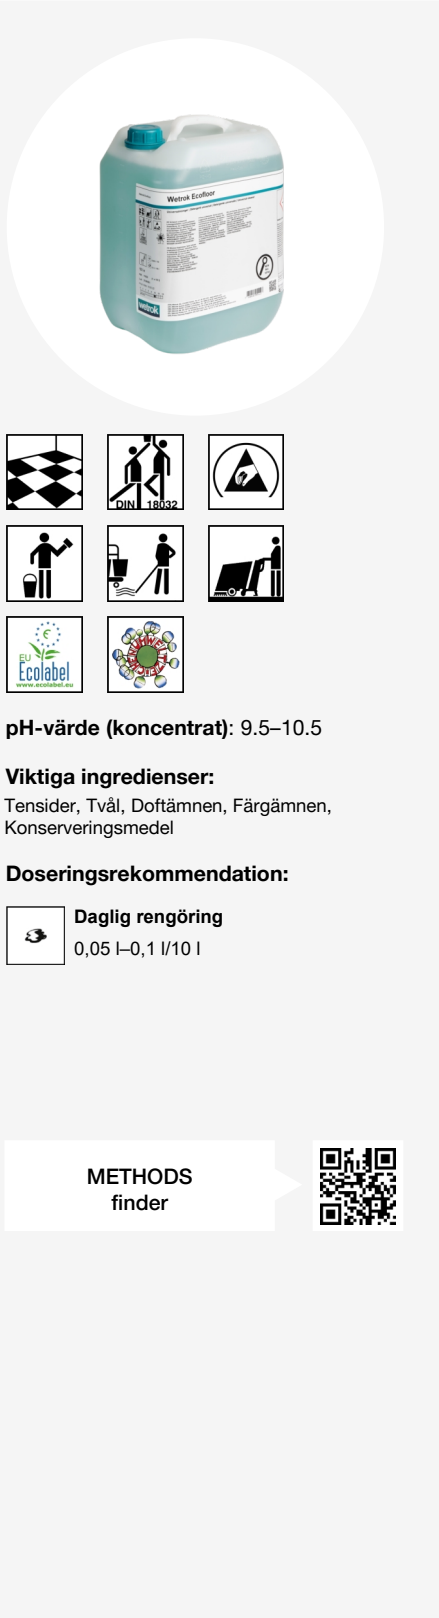 Wetrok Ecofloor
wetrok
DIN 18032
EU
Ecolabel
www.ecolabel.eu
UMWELTZEICHEN
pH-värde (koncentrat): 9.5–10.5
Viktiga ingredienser:
Tensider, Tvål, Doftämnen, Färgämnen,
Konserveringsmedel
Doseringsrekommendation:
Daglig rengöring
0,05 l–0,1 l/10 l
METHODS
finder